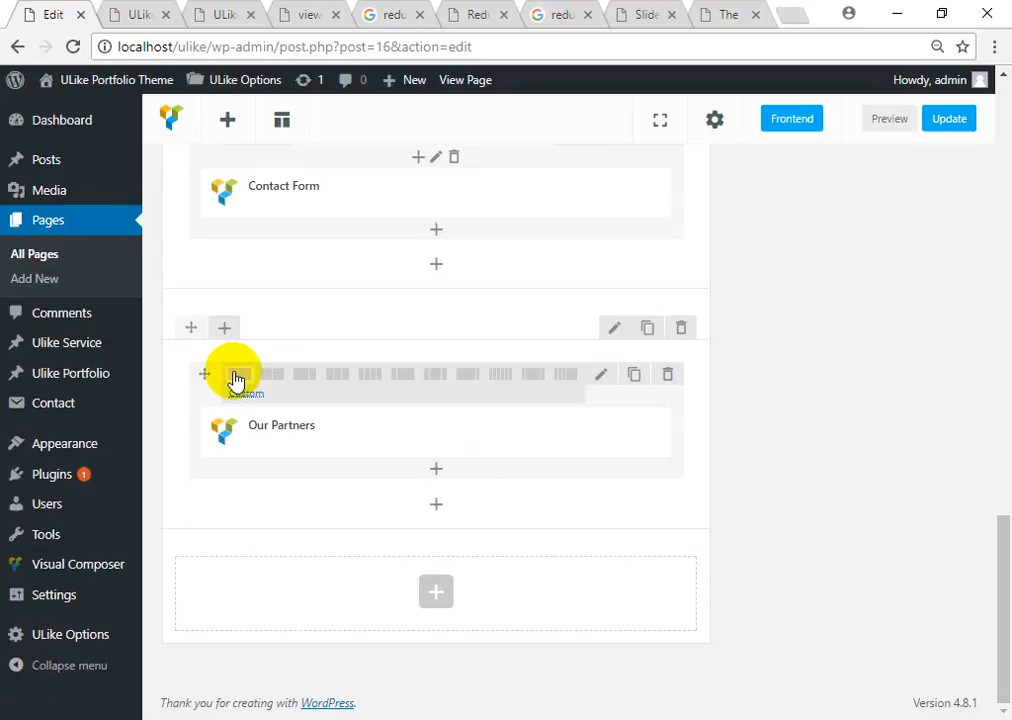 Edit
ULik
ULik
view
redu
Redu
redu
Slide
The
localhost/ulike/wp-admin/post.php?post=16&action=edit
ULike Portfolio Theme
ULike Options
1
0
New
View Page
Howdy, admin
Dashboard
Posts
Media
Pages
All Pages
Add New
Comments
Ulike Service
Ulike Portfolio
Contact
Appearance
Plugins 1
Users
Tools
Visual Composer
Settings
ULike Options
Collapse menu
Frontend
Preview
Update
Contact Form
Our Partners
Thank you for creating with WordPress.
Version 4.8.1